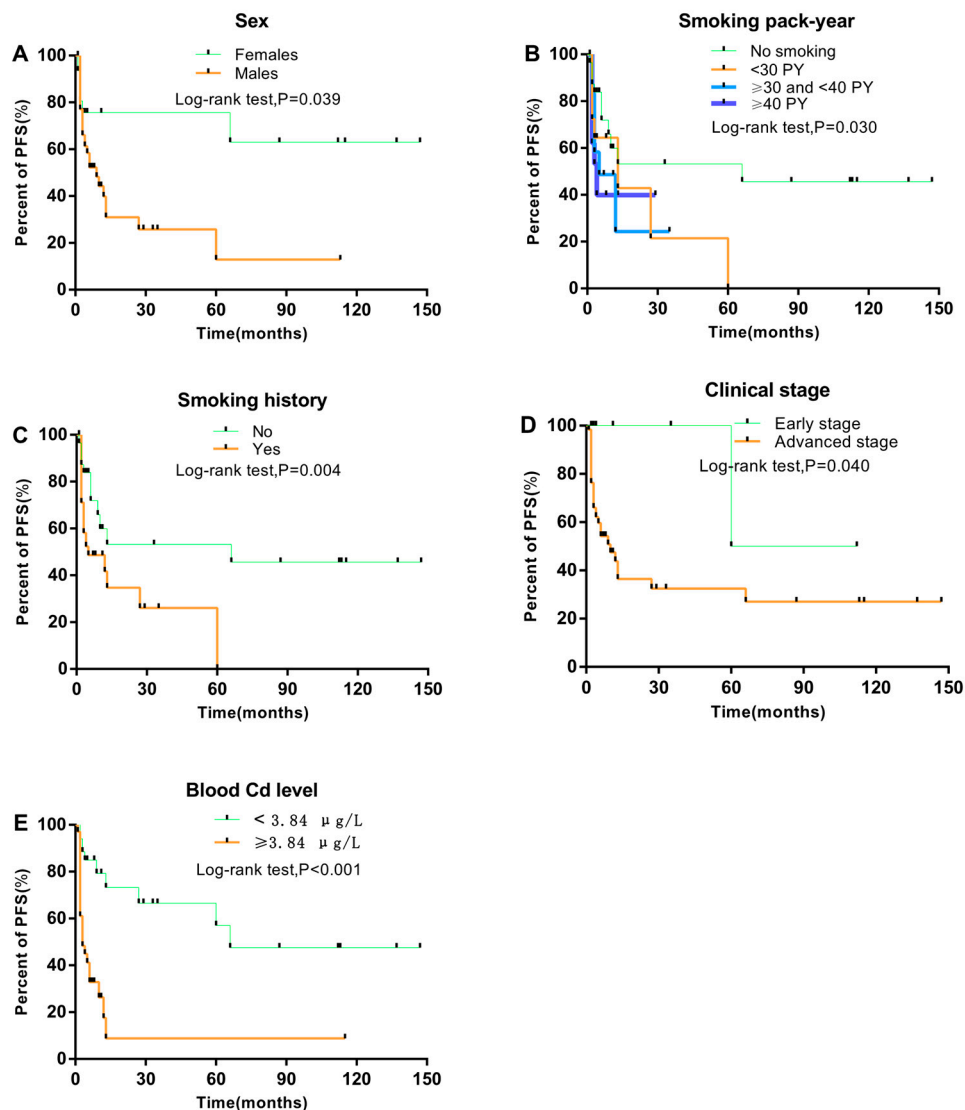 Sex
A
Females
Males
Log-rank test,P=0.039
Percent of PFS(%)
100
80
60
40
20
0
0 30 60 90 120 150
Time(months)
Smoking pack-year
B
No smoking
<30 PY
≥30 and <40 PY
≥40 PY
Log-rank test,P=0.030
Percent of PFS(%)
100
80
60
40
20
0
0 30 60 90 120 150
Time(months)
Smoking history
C
No
Yes
Log-rank test,P=0.004
Percent of PFS(%)
100
80
60
40
20
0
0 30 60 90 120 150
Time(months)
Clinical stage
D
Early stage
Advanced stage
Log-rank test,P=0.040
Percent of PFS(%)
100
80
60
40
20
0
0 30 60 90 120 150
Time(months)
Blood Cd level
E
< 3.84 μg/L
≥3.84 μg/L
Log-rank test,P<0.001
Percent of PFS(%)
100
80
60
40
20
0
0 30 60 90 120 150
Time(months)